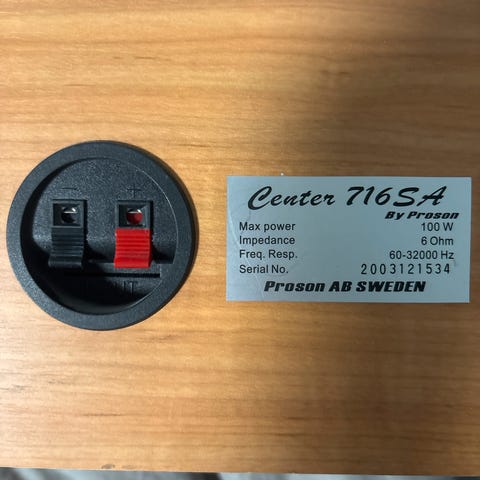 − +
Center 716SA
By Proson
Max power 100 W
Impedance 6 Ohm
Freq. Resp. 60-32000 Hz
Serial No. 2003121534
Proson AB SWEDEN